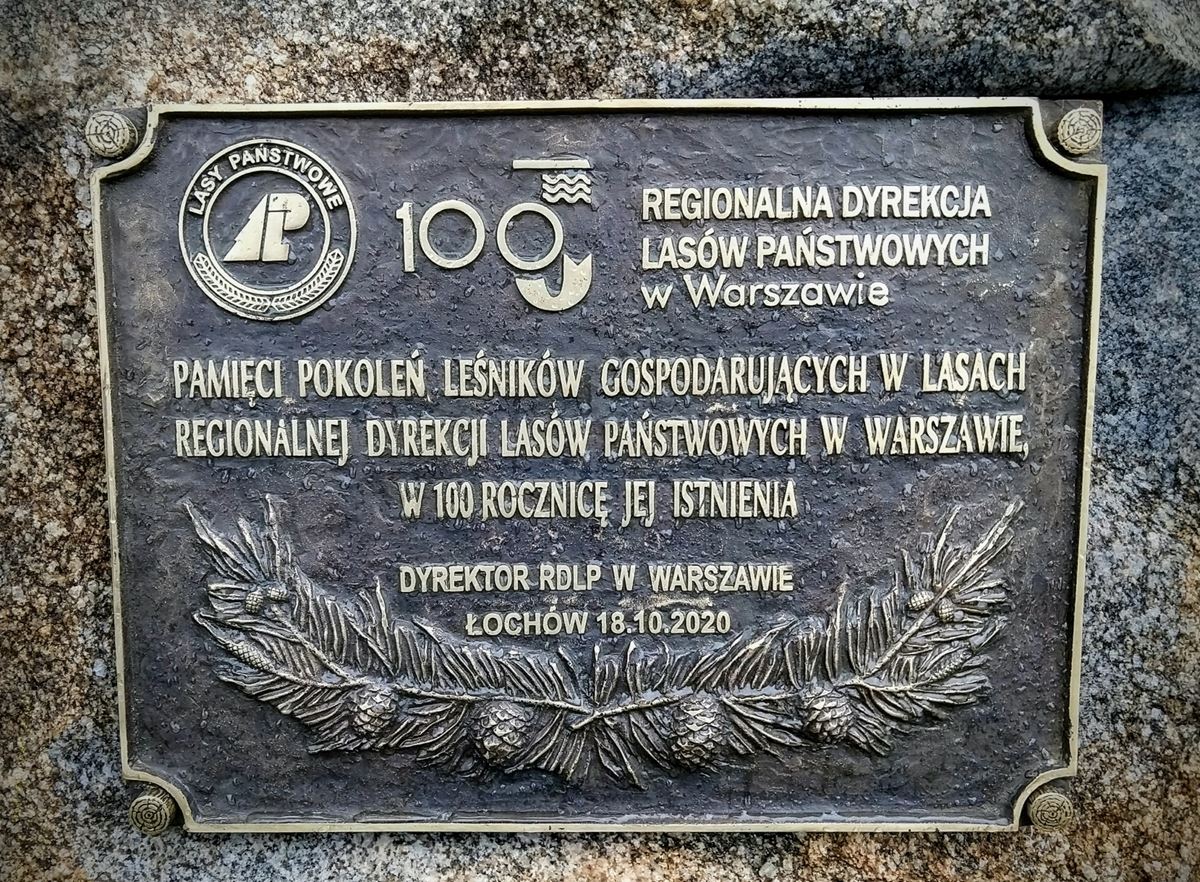 LASY PAŃSTWOWE
100
REGIONALNA DYREKCJA
LASÓW PAŃSTWOWYCH
w Warszawie
PAMIĘCI POKOLEŃ LEŚNIKÓW GOSPODARUJĄCYCH W LASACH
REGIONALNEJ DYREKCJI LASÓW PAŃSTWOWYCH W WARSZAWIE,
W 100 ROCZNICĘ JEJ ISTNIENIA
DYREKTOR RDLP W WARSZAWIE
ŁOCHÓW 18.10.2020